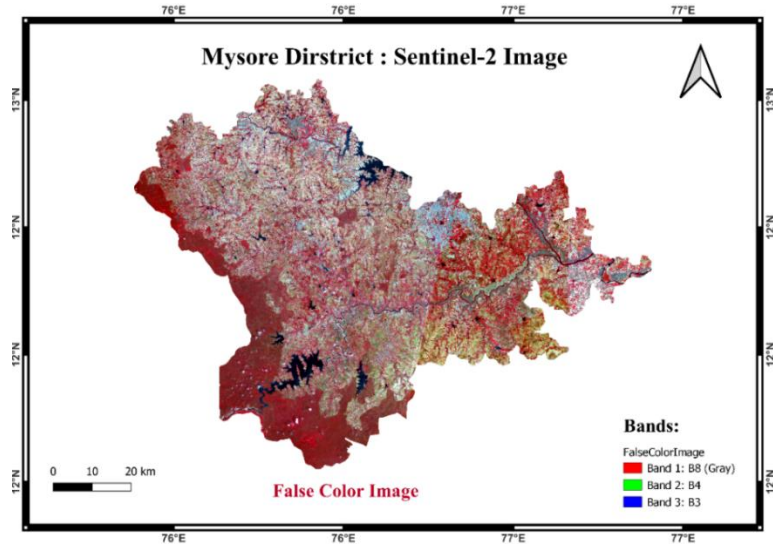 76°E 76°E 77°E 77°E
Mysore Dirstrict : Sentinel-2 Image
13°N 13°N
12°N 12°N
12°N 12°N
12°N 12°N
Bands:
FalseColorImage
Band 1: B8 (Gray)
Band 2: B4
Band 3: B3
0 10 20 km
False Color Image
76°E 76°E 77°E 77°E